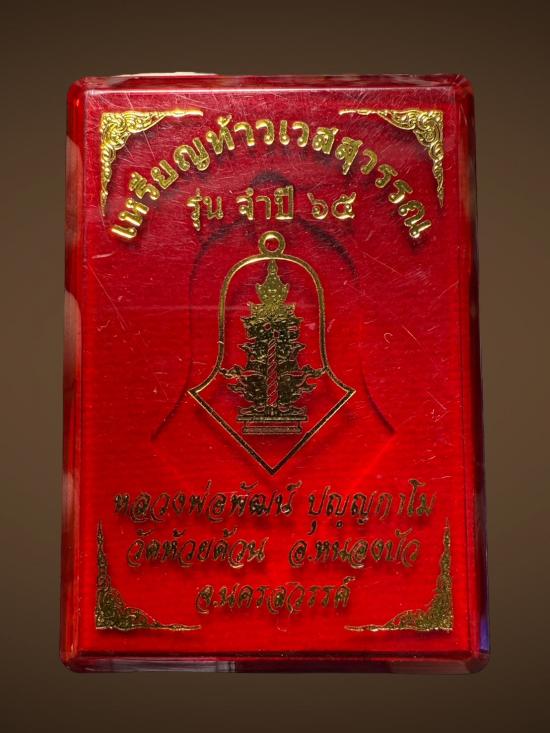 เหรียญท้าวเวสสุวรรณ
รุ่น จำปี ๖๕
หลวงพ่อพัฒน์ ปุญญกาโม
วัดห้วยด้วน อ.หนองบัว
จ.นครสวรรค์